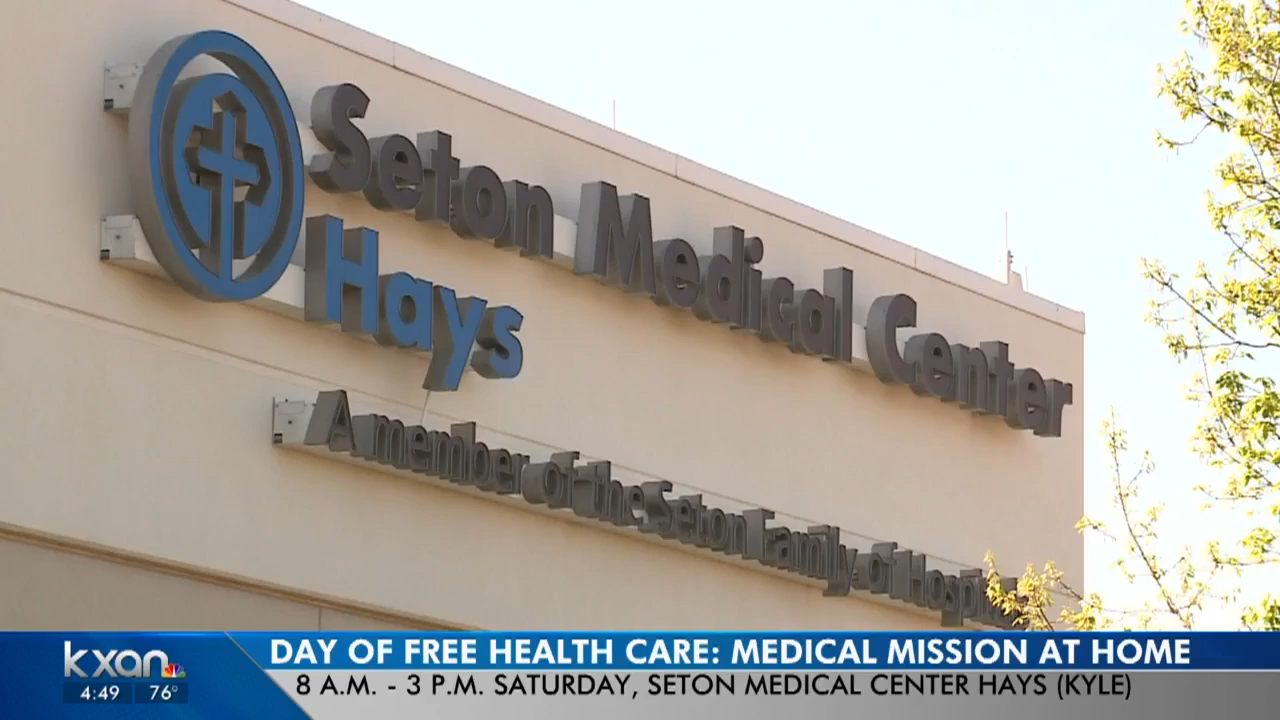 Seton Medical Center
Hays
A member of the Seton Family of Hospitals
kxan
4:49 76°
DAY OF FREE HEALTH CARE: MEDICAL MISSION AT HOME
8 A.M. - 3 P.M. SATURDAY, SETON MEDICAL CENTER HAYS (KYLE)